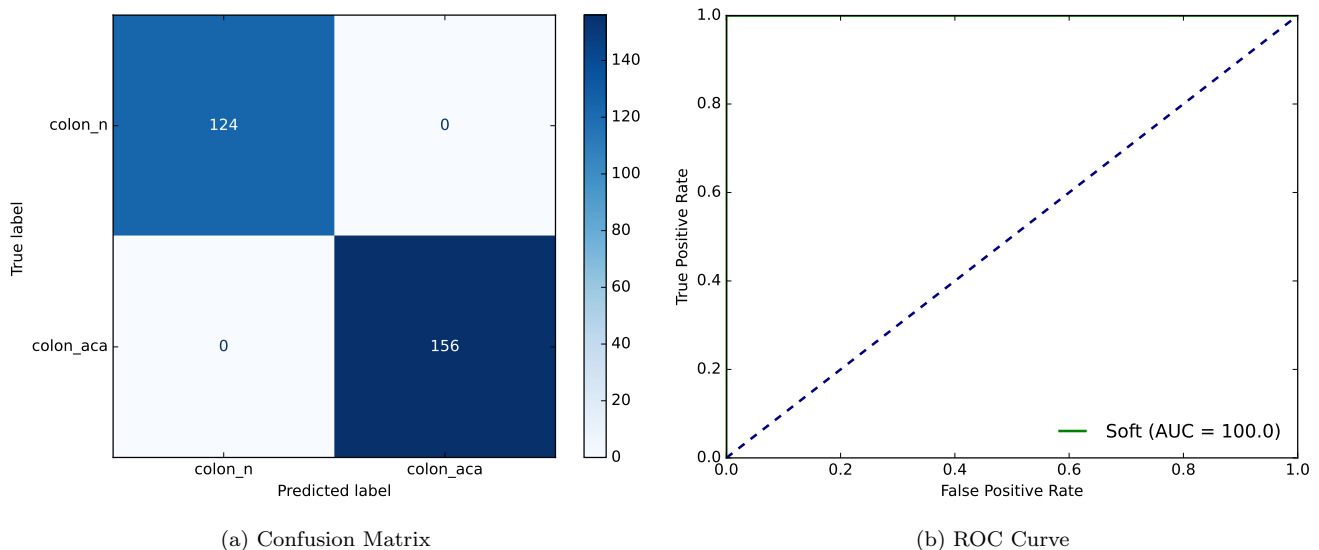 colon_n
colon_aca
True label
124
0
0
156
colon_n
colon_aca
Predicted label
140
120
100
80
60
40
20
0
(a) Confusion Matrix
1.0
0.8
0.6
0.4
0.2
0.0
True Positive Rate
Soft (AUC = 100.0)
0.0
0.2
0.4
0.6
0.8
1.0
False Positive Rate
(b) ROC Curve